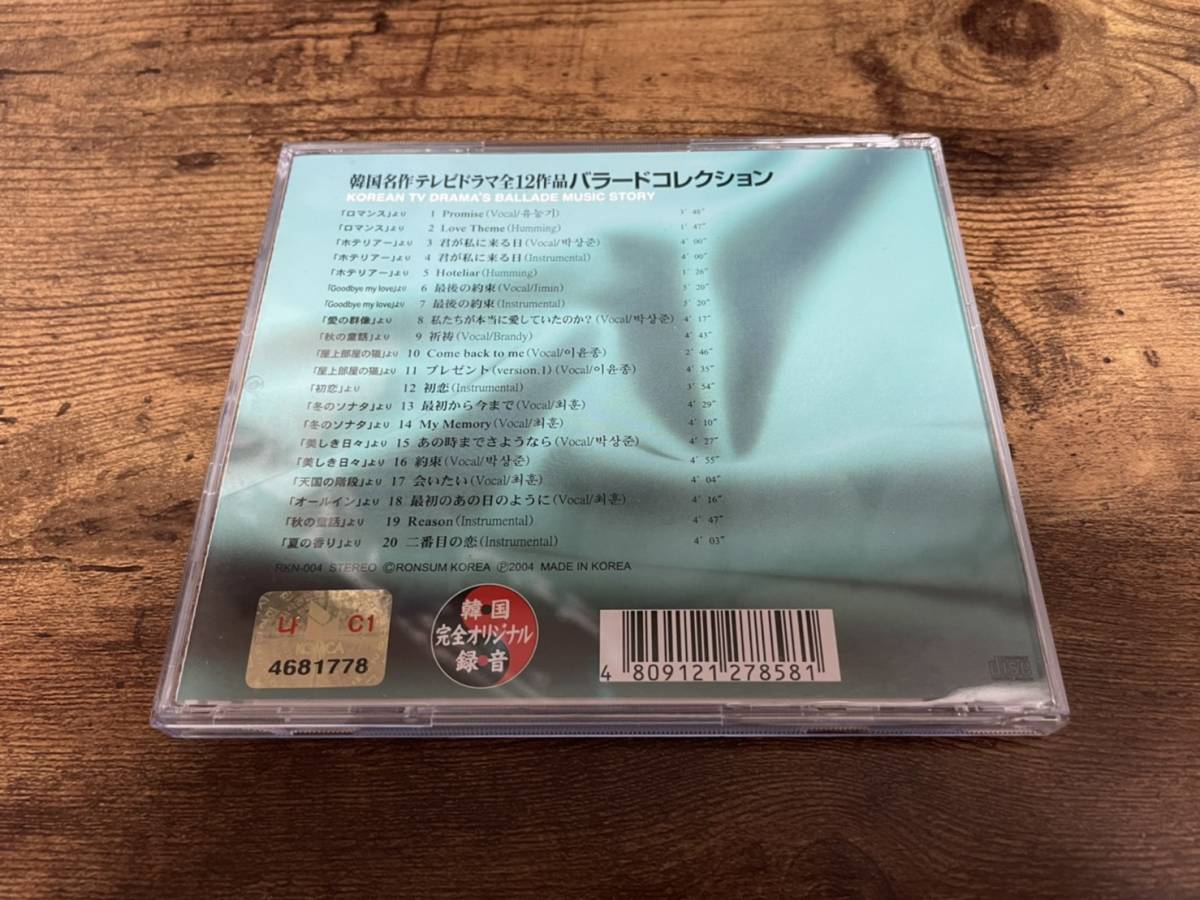 韓国名作テレビドラマ全12作品バラードコレクション
KOREAN TV DRAMA'S BALLADE MUSIC STORY
「ロマンス」より 1 Promise(Vocal/유능기) 3' 48"
「ロマンス」より 2 Love Theme(Humming) 1' 47"
「ホテリアー」より 3 君が私に来る日(Vocal/박상준) 4' 00"
「ホテリアー」より 4 君が私に来る日(Instrumental) 4' 00"
「ホテリアー」より 5 Hoteliar(Humming) 1' 26"
「Goodbye my love」より 6 最後の約束(Vocal/Jimin) 5' 20"
「Goodbye my love」より 7 最後の約束(Instrumental) 5' 20"
「愛の群像」より 8 私たちが本当に愛していたのか?(Vocal/박상준) 4' 17"
「秋の童話」より 9 祈祷(Vocal/Brandy) 4' 43"
「屋上部屋の猫」より 10 Come back to me(Vocal/이윤종) 2' 46"
「屋上部屋の猫」より 11 プレゼント(version.1)(Vocal/이윤종) 4' 35"
「初恋」より 12 初恋(Instrumental) 3' 54"
「冬のソナタ」より 13 最初から今まで(Vocal/최훈) 4' 29"
「冬のソナタ」より 14 My Memory(Vocal/최훈) 4' 10"
「美しき日々」より 15 あの時までさようなら(Vocal/박상준) 4' 27"
「美しき日々」より 16 約束(Vocal/박상준) 4' 55"
「天国の階段」より 17 会いたい(Vocal/최훈) 4' 04"
「オールイン」より 18 最初のあの日のように(Vocal/최훈) 4' 16"
「秋の童話」より 19 Reason(Instrumental) 4' 47"
「夏の香り」より 20 二番目の恋(Instrumental) 4' 03"
RKN-004 STEREO ©RONSUM KOREA ℗2004 MADE IN KOREA
나 C1
KOMCA
4681778
韓国
完全オリジナル
録音
4 809121 278581
disc